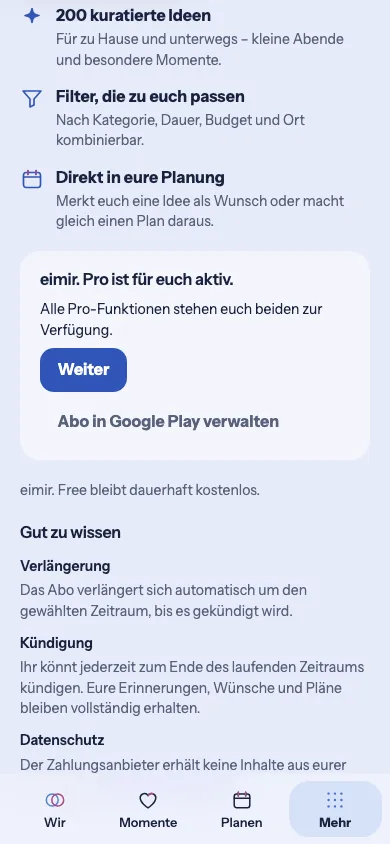 200 kuratierte Ideen
Für zu Hause und unterwegs – kleine Abende
und besondere Momente.
Filter, die zu euch passen
Nach Kategorie, Dauer, Budget und Ort
kombinierbar.
Direkt in eure Planung
Merkt euch eine Idee als Wunsch oder macht
gleich einen Plan daraus.
eimir. Pro ist für euch aktiv.
Alle Pro-Funktionen stehen euch beiden zur
Verfügung.
Weiter
Abo in Google Play verwalten
eimir. Free bleibt dauerhaft kostenlos.
Gut zu wissen
Verlängerung
Das Abo verlängert sich automatisch um den
gewählten Zeitraum, bis es gekündigt wird.
Kündigung
Ihr könnt jederzeit zum Ende des laufenden Zeitraums
kündigen. Eure Erinnerungen, Wünsche und Pläne
bleiben vollständig erhalten.
Datenschutz
Der Zahlungsanbieter erhält keine Inhalte aus eurer
Wir
Momente
Planen
Mehr